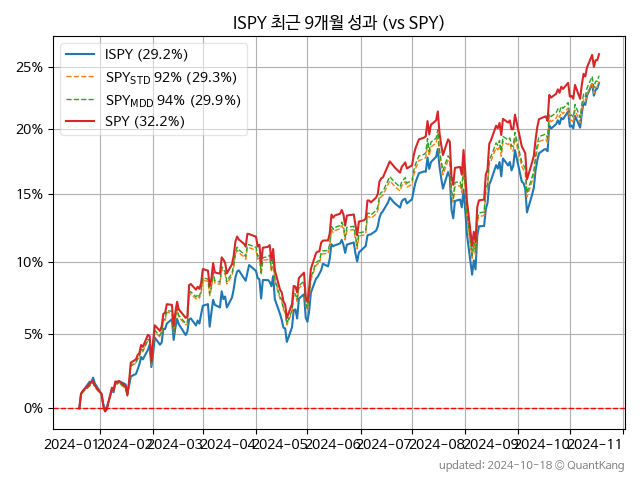 ISPY 최근 9개월 성과 (vs SPY)
ISPY (29.2%)
SPY_STD 92% (29.3%)
SPY_MDD 94% (29.9%)
SPY (32.2%)
25%
20%
15%
10%
5%
0%
2024-01 2024-02 2024-03 2024-04 2024-05 2024-06 2024-07 2024-08 2024-09 2024-10 2024-11
updated: 2024-10-18 © QuantKang